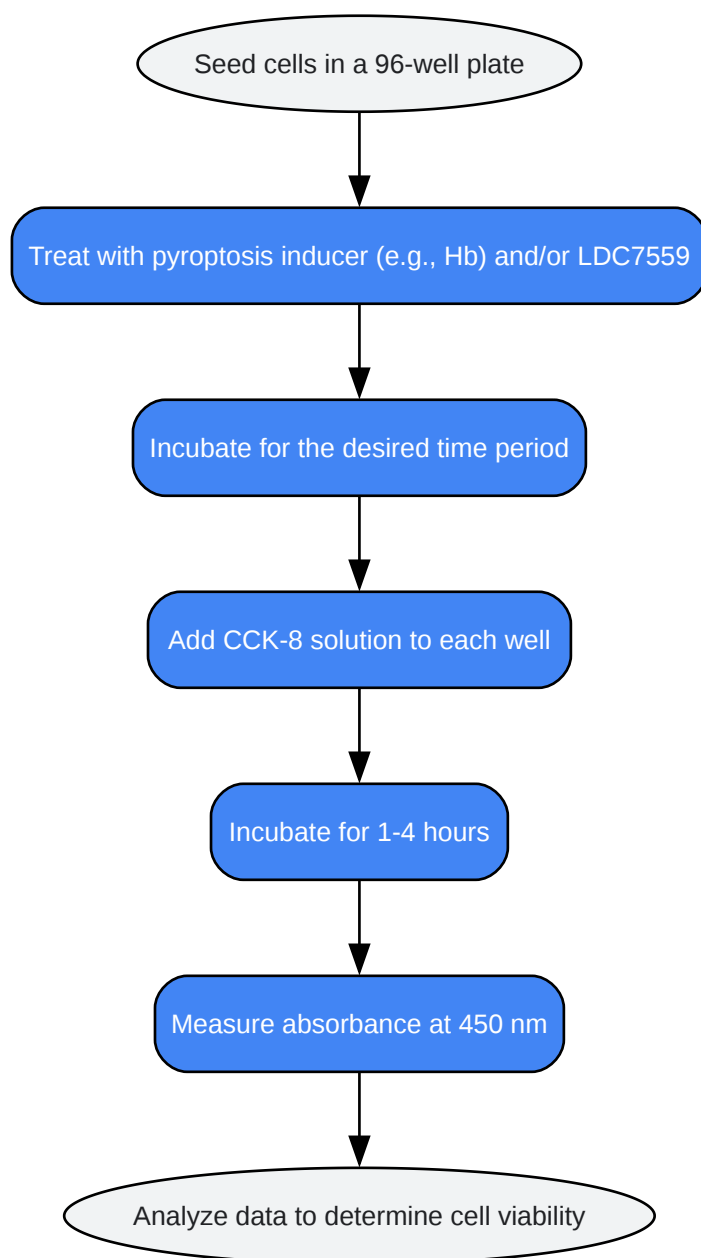 Seed cells in a 96-well plate
Treat with pyroptosis inducer (e.g., Hb) and/or LDC7559
Incubate for the desired time period
Add CCK-8 solution to each well
Incubate for 1-4 hours
Measure absorbance at 450 nm
Analyze data to determine cell viability